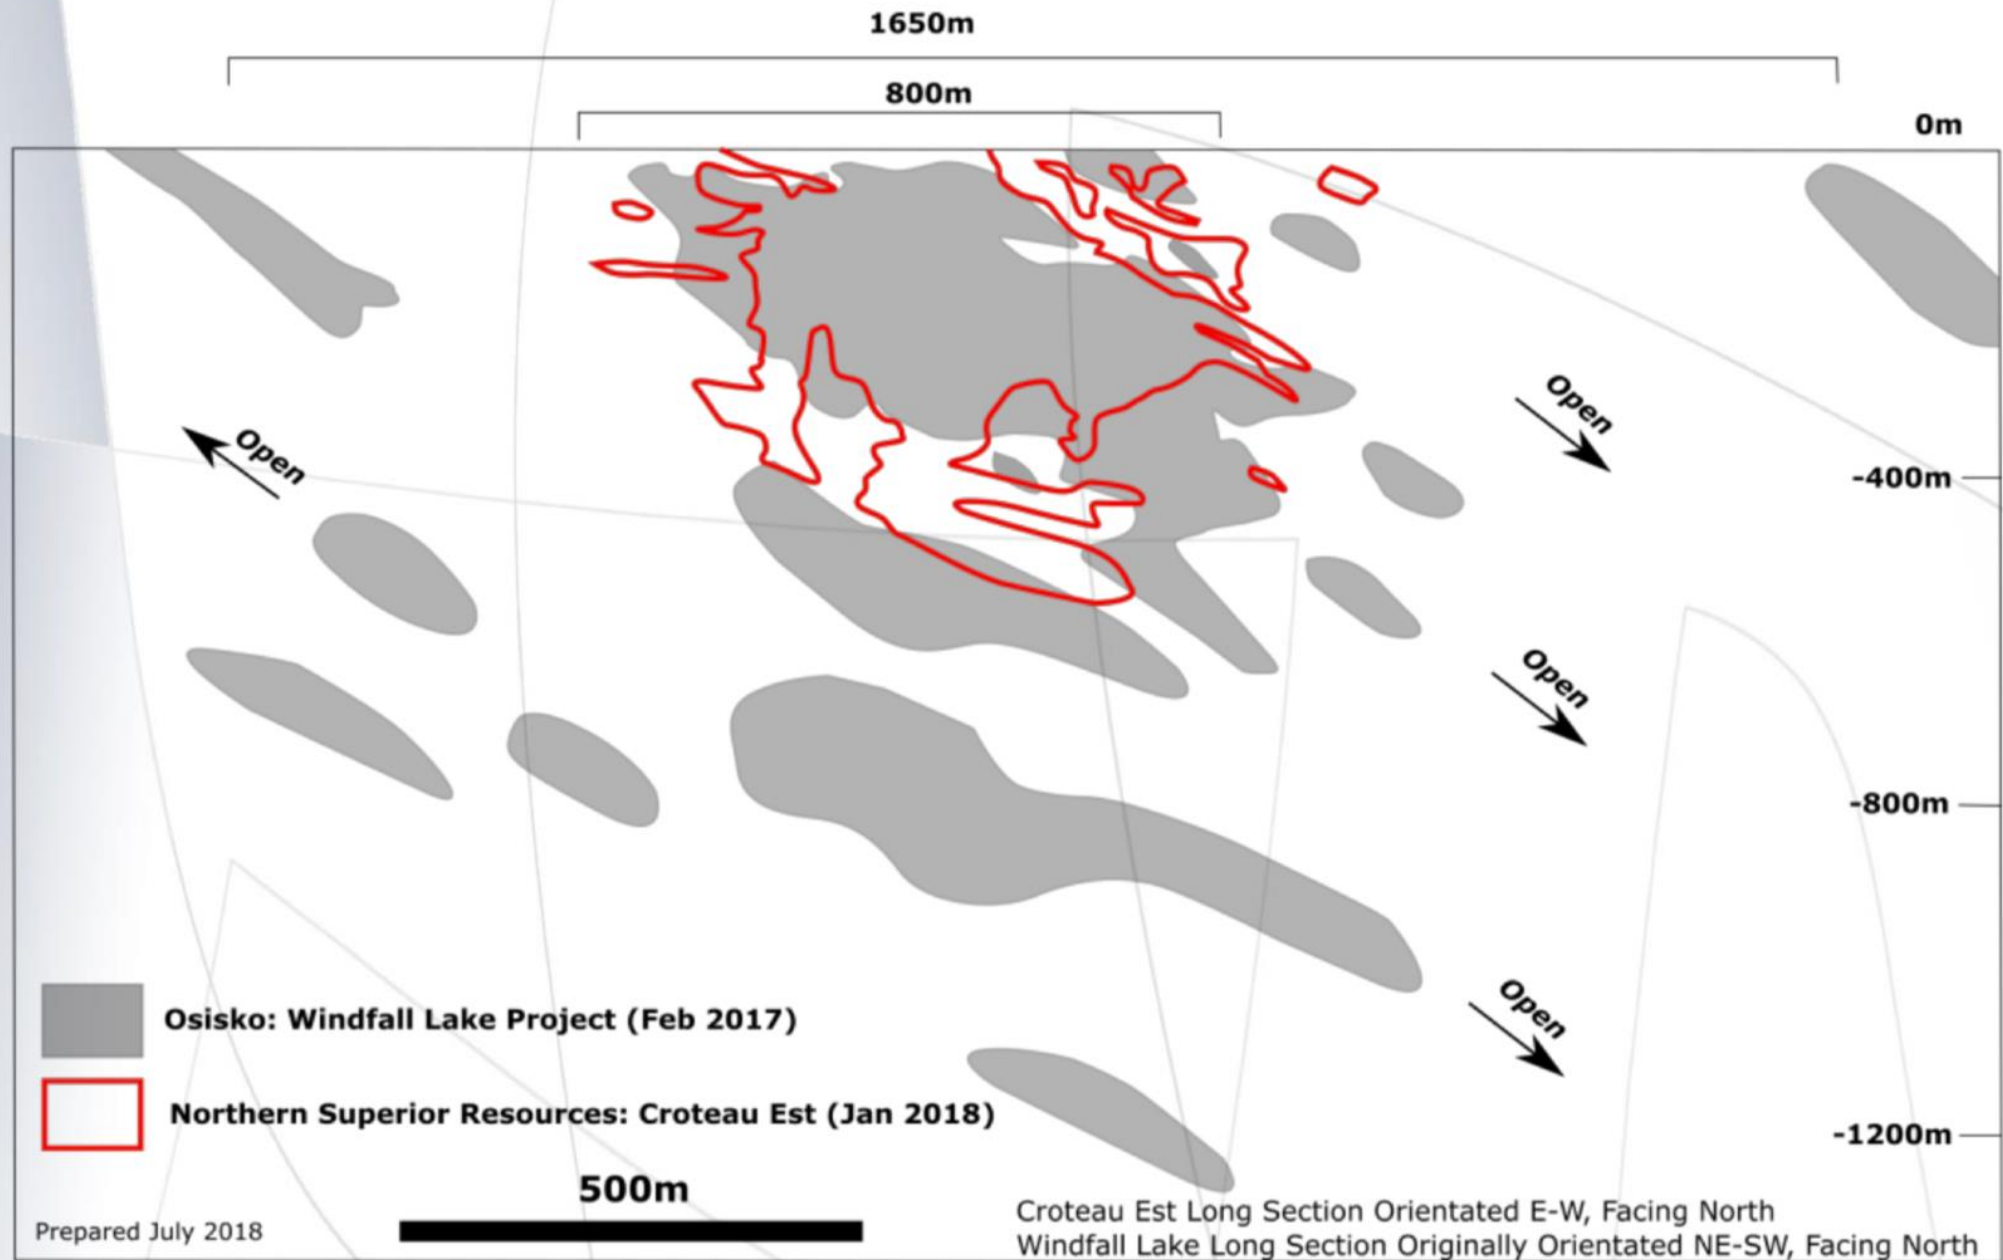 1650m
800m
0m
Open
Open
-400m
Open
-800m
Open
Osisko: Windfall Lake Project (Feb 2017)
Northern Superior Resources: Croteau Est (Jan 2018)
-1200m
500m
Prepared July 2018
Croteau Est Long Section Orientated E-W, Facing North
Windfall Lake Long Section Originally Orientated NE-SW, Facing North